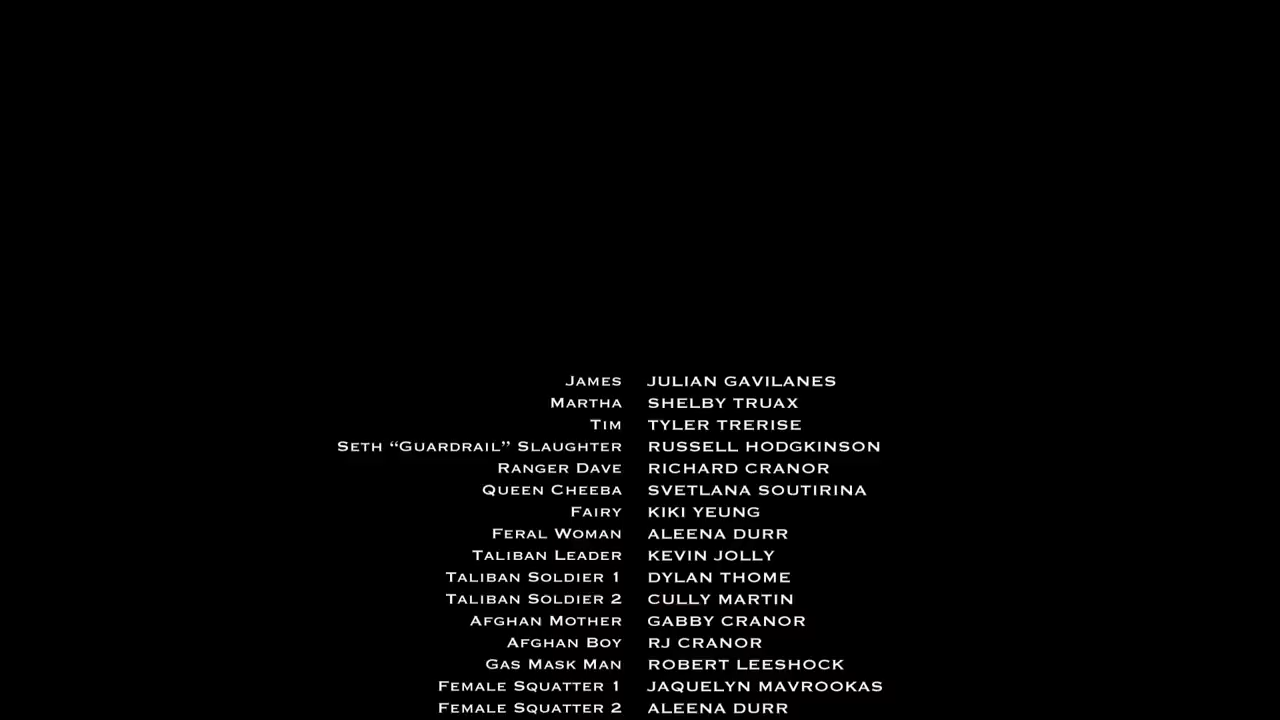 James JULIAN GAVILANES
Martha SHELBY TRUAX
Tim TYLER TRERISE
Seth “Guardrail” Slaughter RUSSELL HODGKINSON
Ranger Dave RICHARD CRANOR
Queen Cheeba SVETLANA SOUTIRINA
Fairy KIKI YEUNG
Feral Woman ALEENA DURR
Taliban Leader KEVIN JOLLY
Taliban Soldier 1 DYLAN THOME
Taliban Soldier 2 CULLY MARTIN
Afghan Mother GABBY CRANOR
Afghan Boy RJ CRANOR
Gas Mask Man ROBERT LEESHOCK
Female Squatter 1 JAQUELYN MAVROOKAS
Female Squatter 2 ALEENA DURR